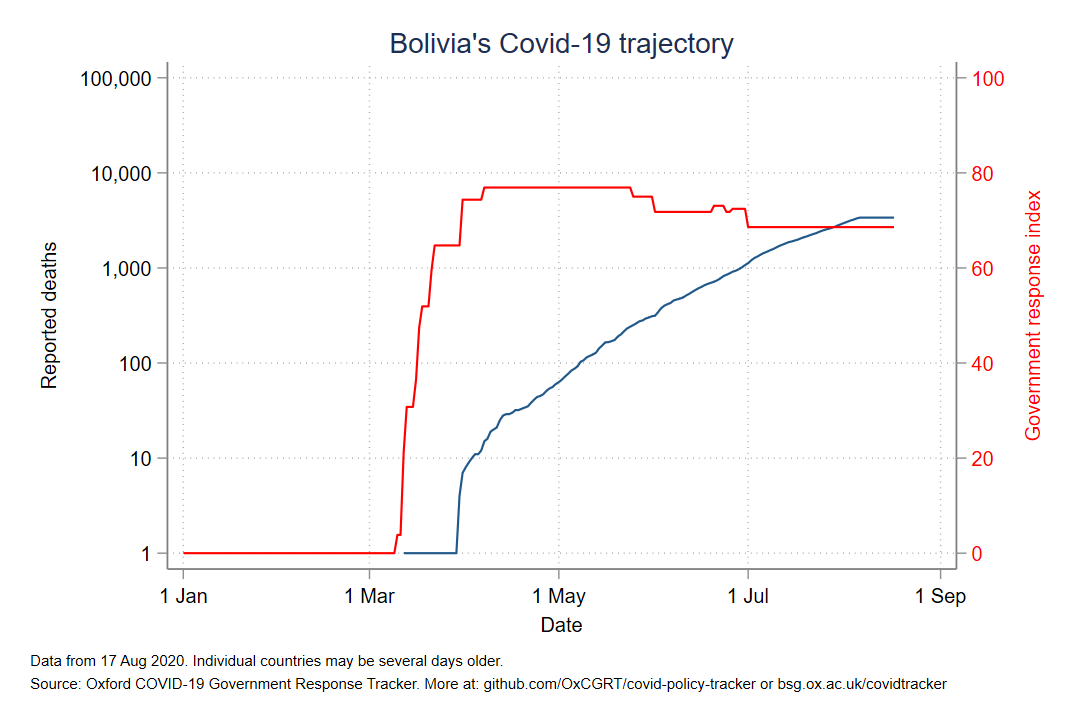 Bolivia's Covid-19 trajectory
100,000
10,000
1,000
100
10
1
Reported deaths
100
80
60
40
20
0
Government response index
1 Jan
1 Mar
1 May
1 Jul
1 Sep
Date
Data from 17 Aug 2020. Individual countries may be several days older.
Source: Oxford COVID-19 Government Response Tracker. More at: github.com/OxCGRT/covid-policy-tracker or bsg.ox.ac.uk/covidtracker